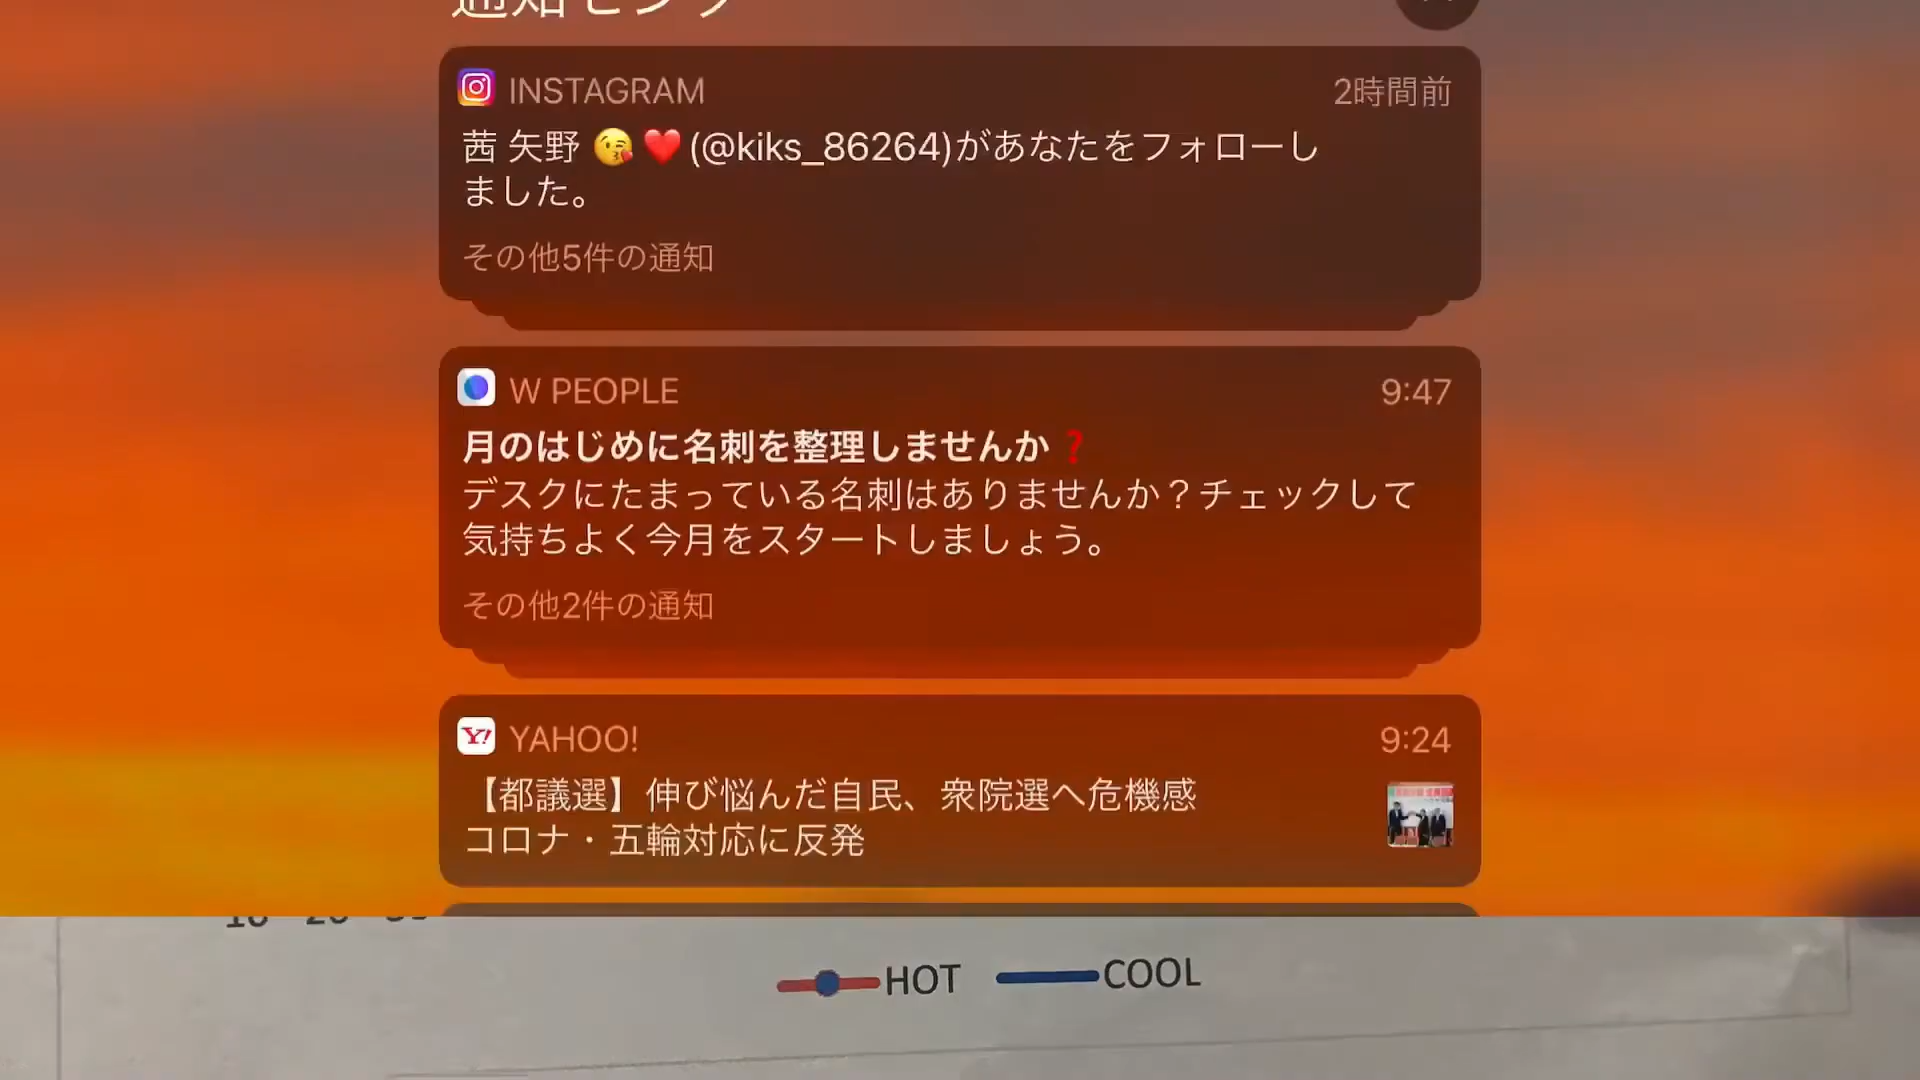 通知センター
INSTAGRAM 2時間前
茜 矢野 😘 ❤️ (@kiks_86264)があなたをフォローし
ました。
その他5件の通知
W PEOPLE 9:47
月のはじめに名刺を整理しませんか❓
デスクにたまっている名刺はありませんか？チェックして
気持ちよく今月をスタートしましょう。
その他2件の通知
YAHOO! 9:24
【都議選】伸び悩んだ自民、衆院選へ危機感
コロナ・五輪対応に反発
HOT COOL